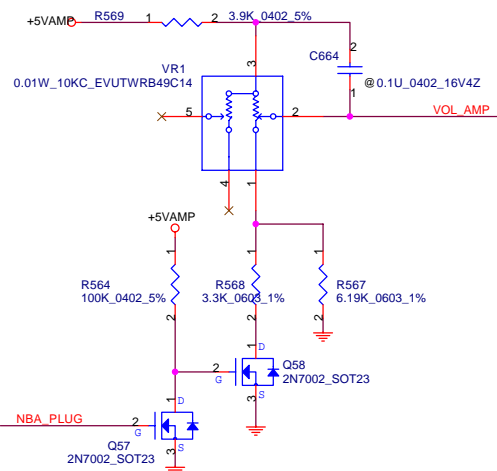 +5VAMP
R569
1
2
3.9K_0402_5%
VR1
0.01W_10KC_EVUTWRB49C14
3
2
C664
@0.1U_0402_16V4Z
1
5
2
VOL_AMP
4
1
+5VAMP
1
R564
100K_0402_5%
2
1
R568
3.3K_0603_1%
2
1
R567
6.19K_0603_1%
2
1
D
2
G
Q58
2N7002_SOT23
3
S
NBA_PLUG
1
D
2
G
3
S
Q57
2N7002_SOT23